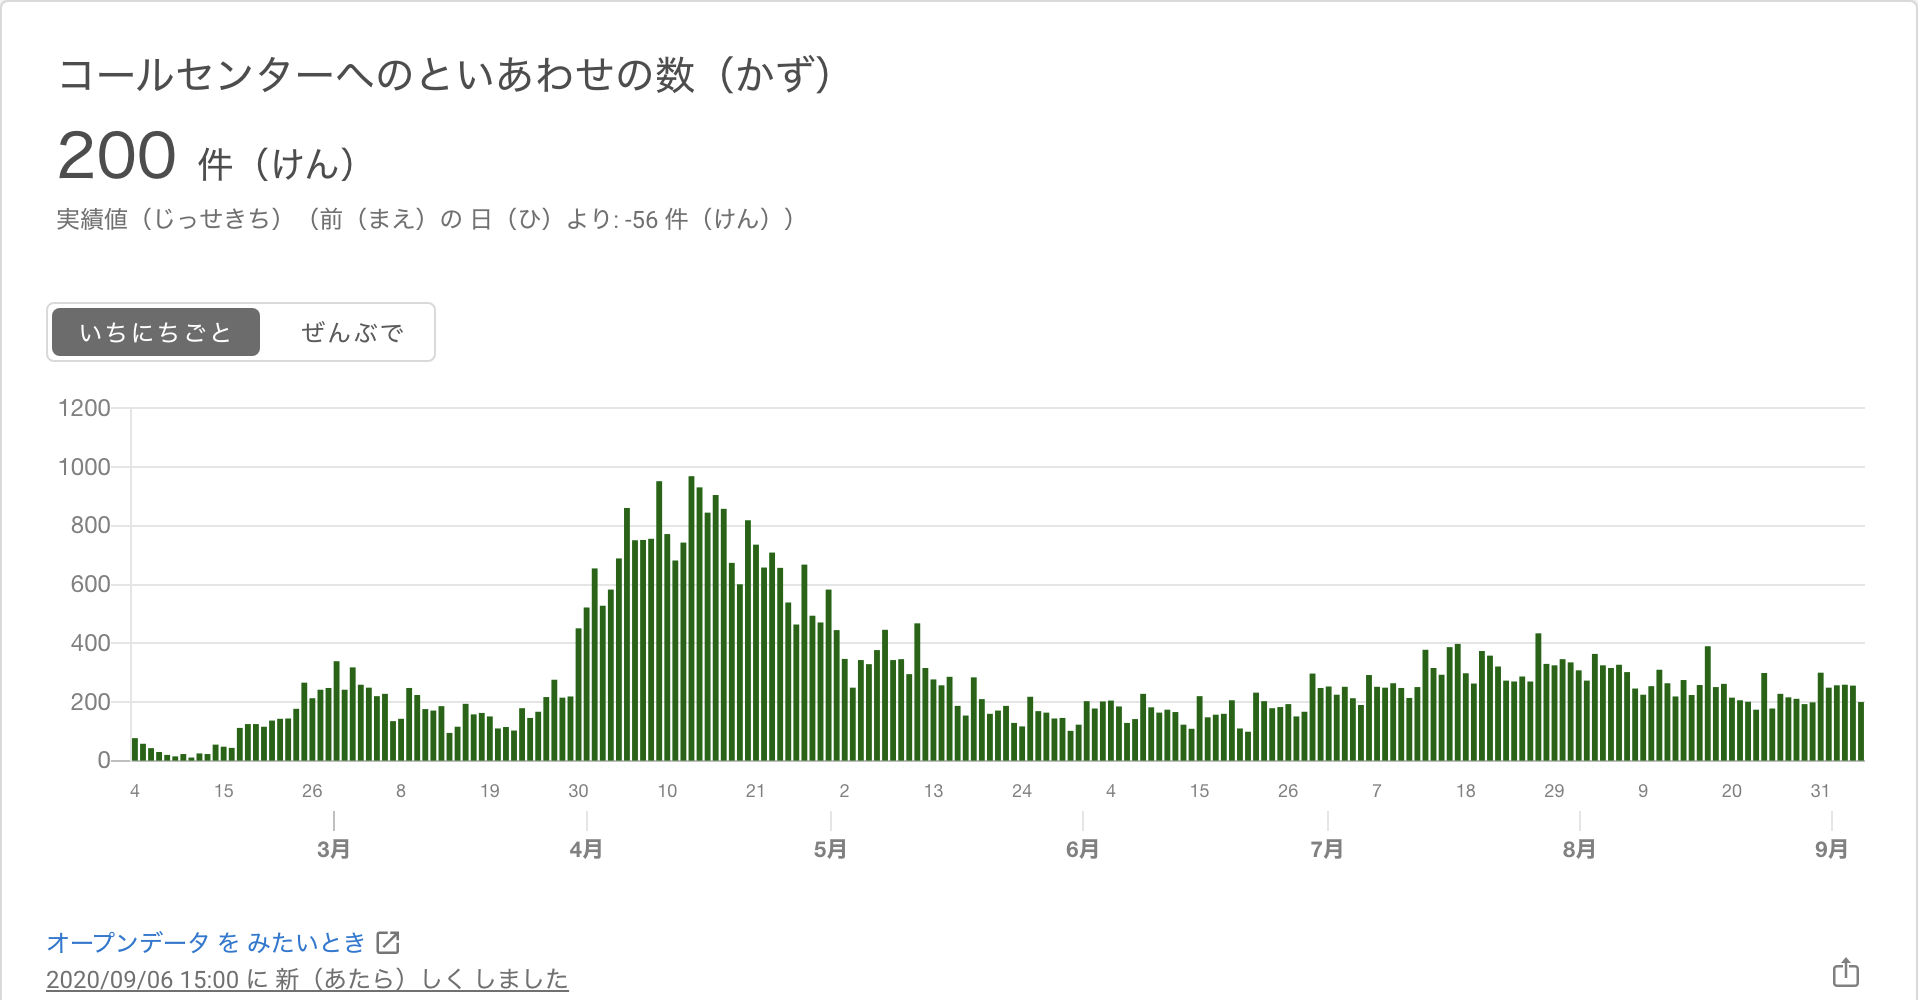 コールセンターへのといあわせの数（かず）
200 件（けん）
実績値（じっせきち）（前（まえ）の 日（ひ）より: -56 件（けん））
いちにちごと ぜんぶで
1200
1000
800
600
400
200
0
4 15 26 8 19 30 10 21 2 13 24 4 15 26 7 18 29 9 20 31
3月 4月 5月 6月 7月 8月 9月
オープンデータ を みたいとき
2020/09/06 15:00 に 新（あたら）しく しました